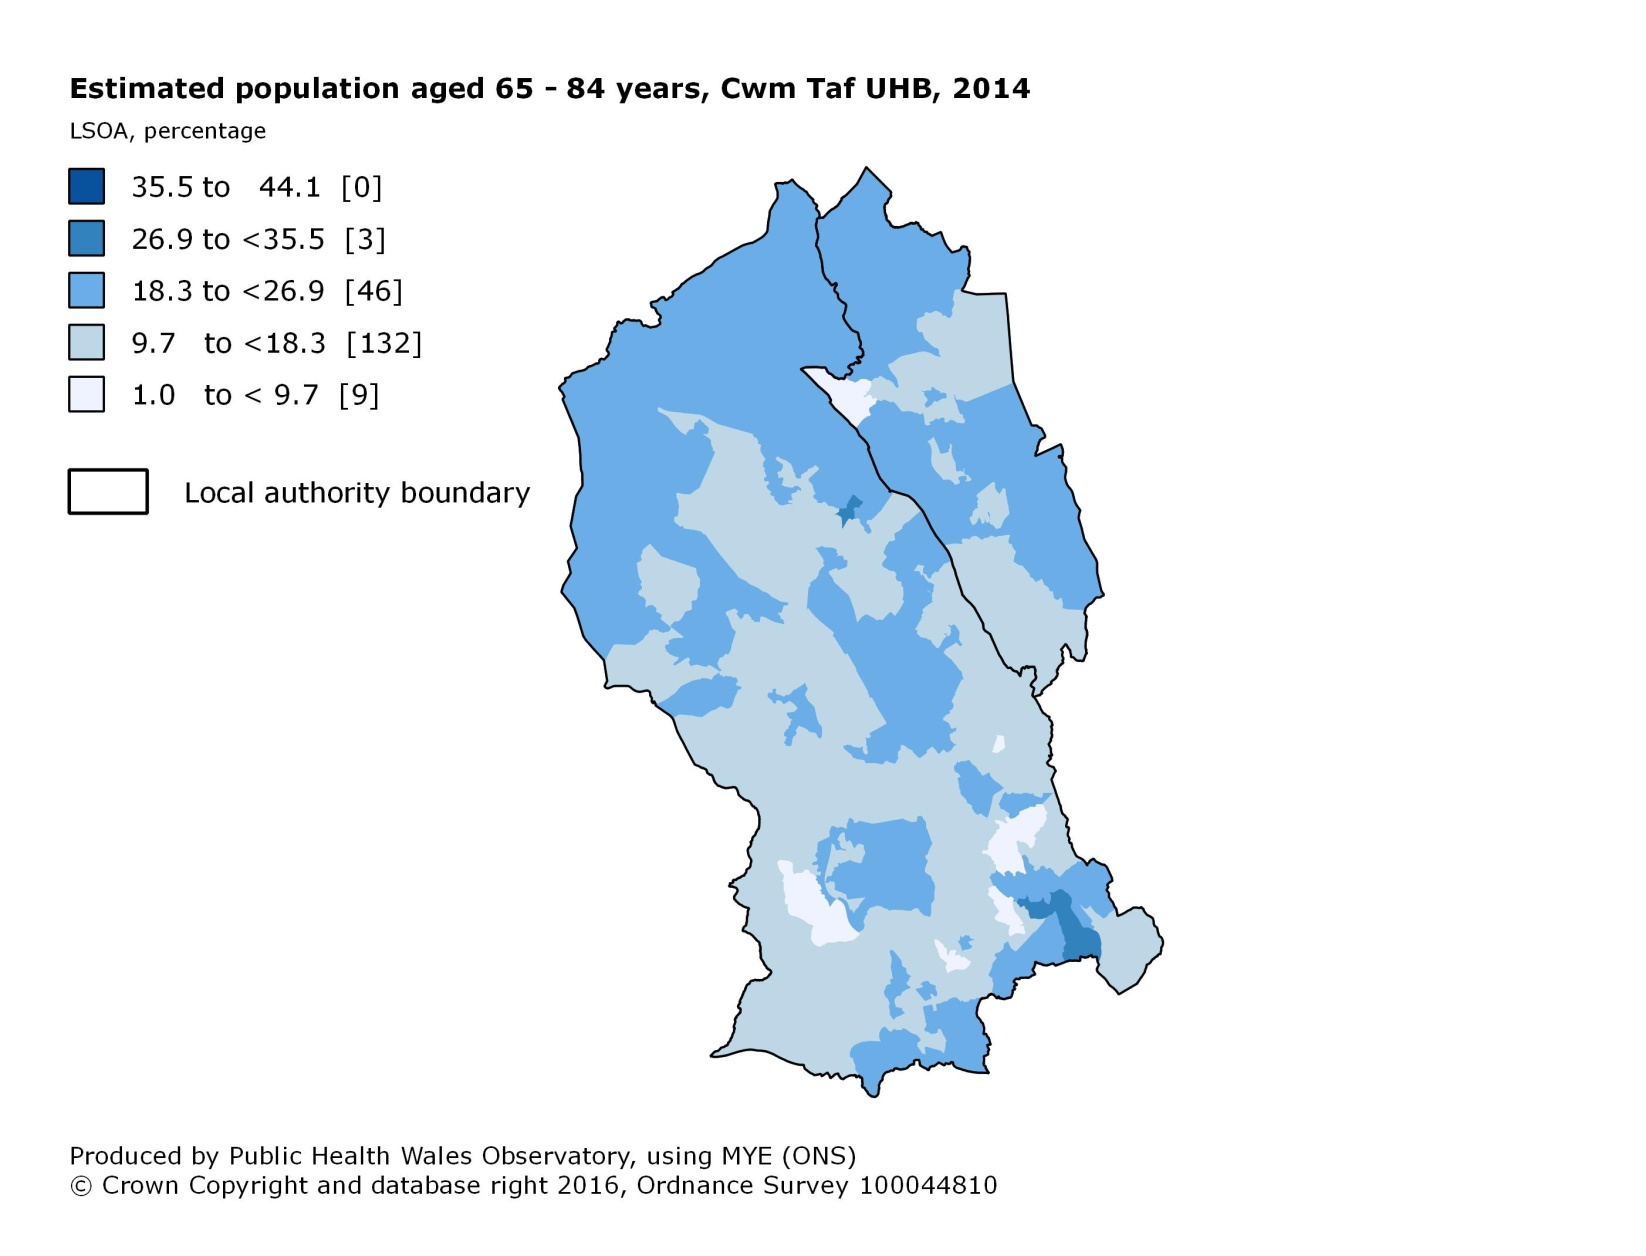 Estimated population aged 65 - 84 years, Cwm Taf UHB, 2014
LSOA, percentage
35.5 to 44.1 [0]
26.9 to <35.5 [3]
18.3 to <26.9 [46]
9.7 to <18.3 [132]
1.0 to < 9.7 [9]
Local authority boundary
Produced by Public Health Wales Observatory, using MYE (ONS)
© Crown Copyright and database right 2016, Ordnance Survey 100044810